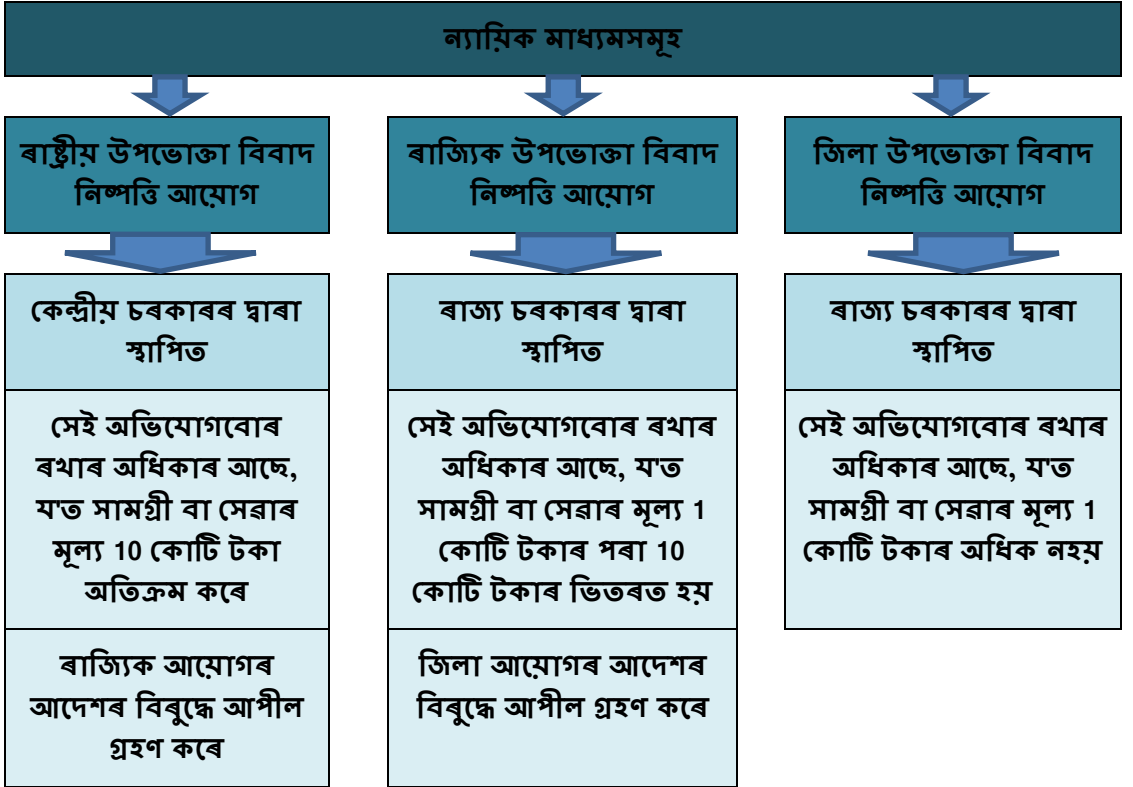 ন্যায়িক মাধ্যমসমূহ
ৰাষ্ট্ৰীয় উপভোক্তা বিবাদ
নিষ্পত্তি আয়োগ
কেন্দ্ৰীয় চৰকাৰৰ দ্বাৰা
স্থাপিত
সেই অভিযোগবোৰ
ৰখাৰ অধিকাৰ আছে,
য'ত সামগ্ৰী বা সেৱাৰ
মূল্য 10 কোটি টকা
অতিক্ৰম কৰে
ৰাজ্যিক আয়োগৰ
আদেশৰ বিৰুদ্ধে আপীল
গ্ৰহণ কৰে
ৰাজ্যিক উপভোক্তা বিবাদ
নিষ্পত্তি আয়োগ
ৰাজ্য চৰকাৰৰ দ্বাৰা
স্থাপিত
সেই অভিযোগবোৰ ৰখাৰ
অধিকাৰ আছে, য'ত
সামগ্ৰী বা সেৱাৰ মূল্য 1
কোটি টকাৰ পৰা 10
কোটি টকাৰ ভিতৰত হয়
জিলা আয়োগৰ আদেশৰ
বিৰুদ্ধে আপীল গ্ৰহণ কৰে
জিলা উপভোক্তা বিবাদ
নিষ্পত্তি আয়োগ
ৰাজ্য চৰকাৰৰ দ্বাৰা
স্থাপিত
সেই অভিযোগবোৰ ৰখাৰ
অধিকাৰ আছে, য'ত
সামগ্ৰী বা সেৱাৰ মূল্য 1
কোটি টকাৰ অধিক নহয়